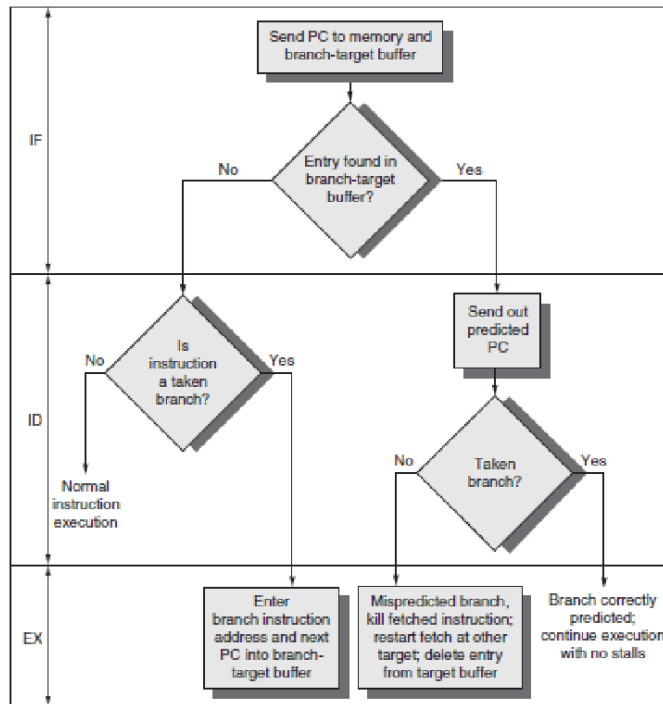 Send PC to memory and
branch-target buffer
IF
Entry found in
branch-target
buffer?
No
Yes
ID
Is
instruction
a taken
branch?
No
Yes
Send out
predicted
PC
Normal
instruction
execution
Taken
branch?
No
Yes
EX
Enter
branch instruction
address and next
PC into branch-
target buffer
Mispredicted branch,
kill fetched instruction;
restart fetch at other
target; delete entry
from target buffer
Branch correctly
predicted;
continue execution
with no stalls